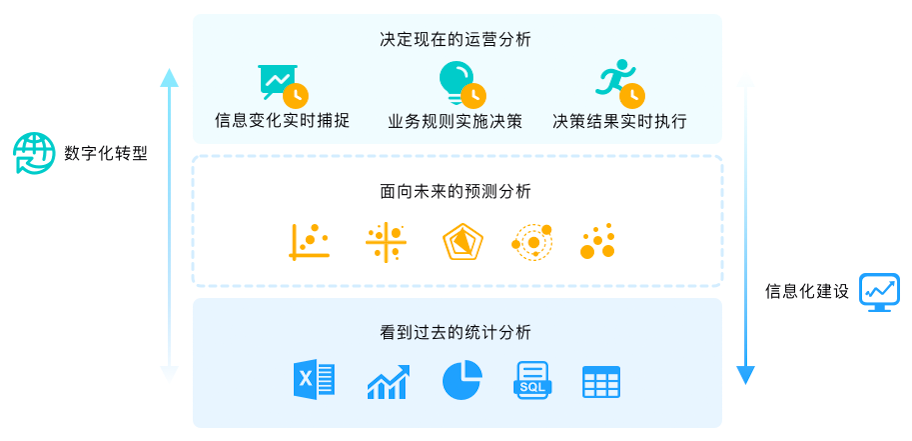 决定现在的运营分析
信息变化实时捕捉
业务规则实施决策
决策结果实时执行
数字化转型
面向未来的预测分析
信息化建设
看到过去的统计分析
X
SQL